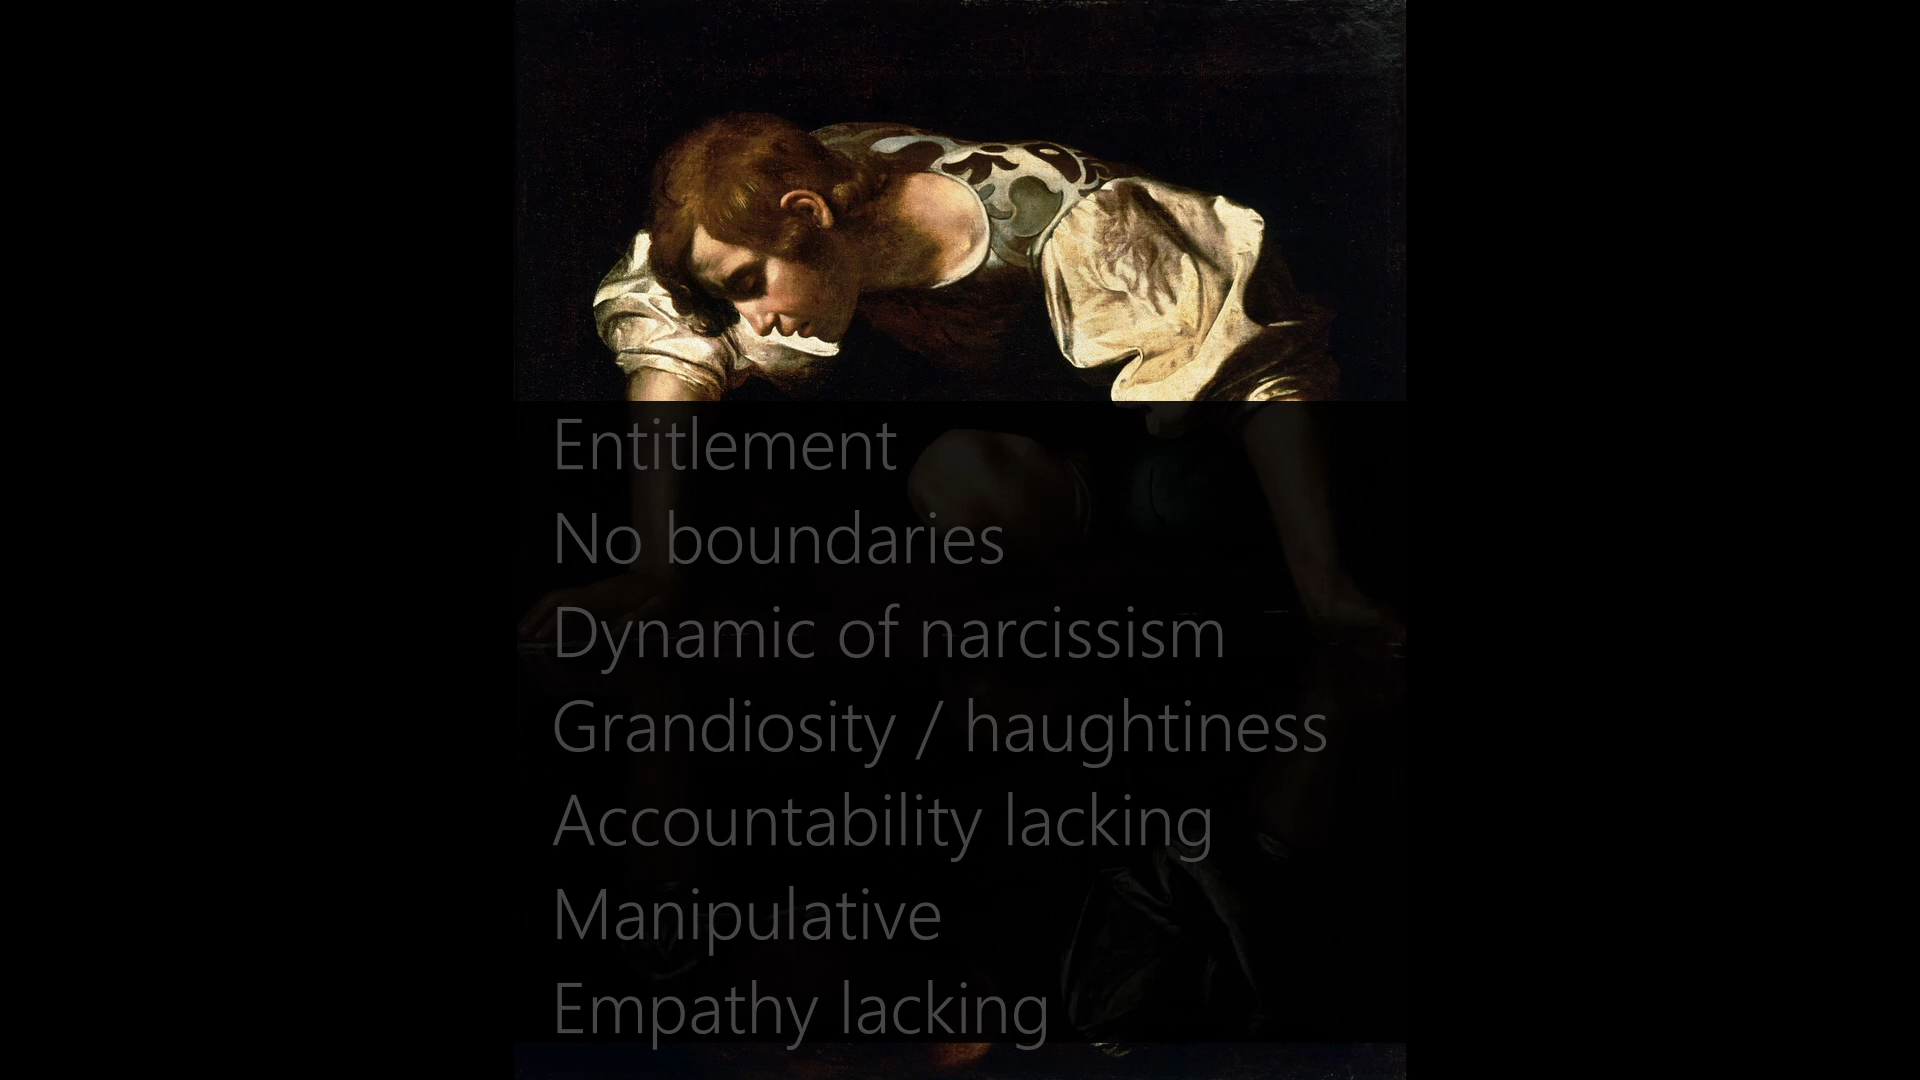 Entitlement
No boundaries
Dynamic of narcissism
Grandiosity / haughtiness
Accountability lacking
Manipulative
Empathy lacking